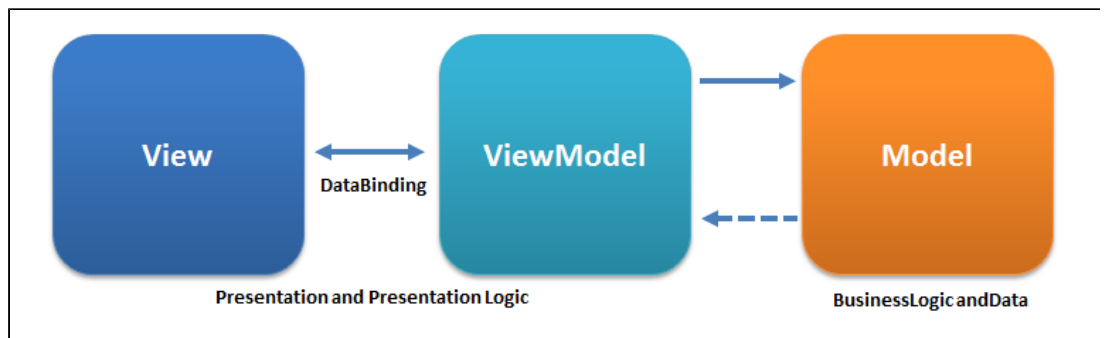 View
ViewModel
Model
DataBinding
Presentation and Presentation Logic
BusinessLogic andData